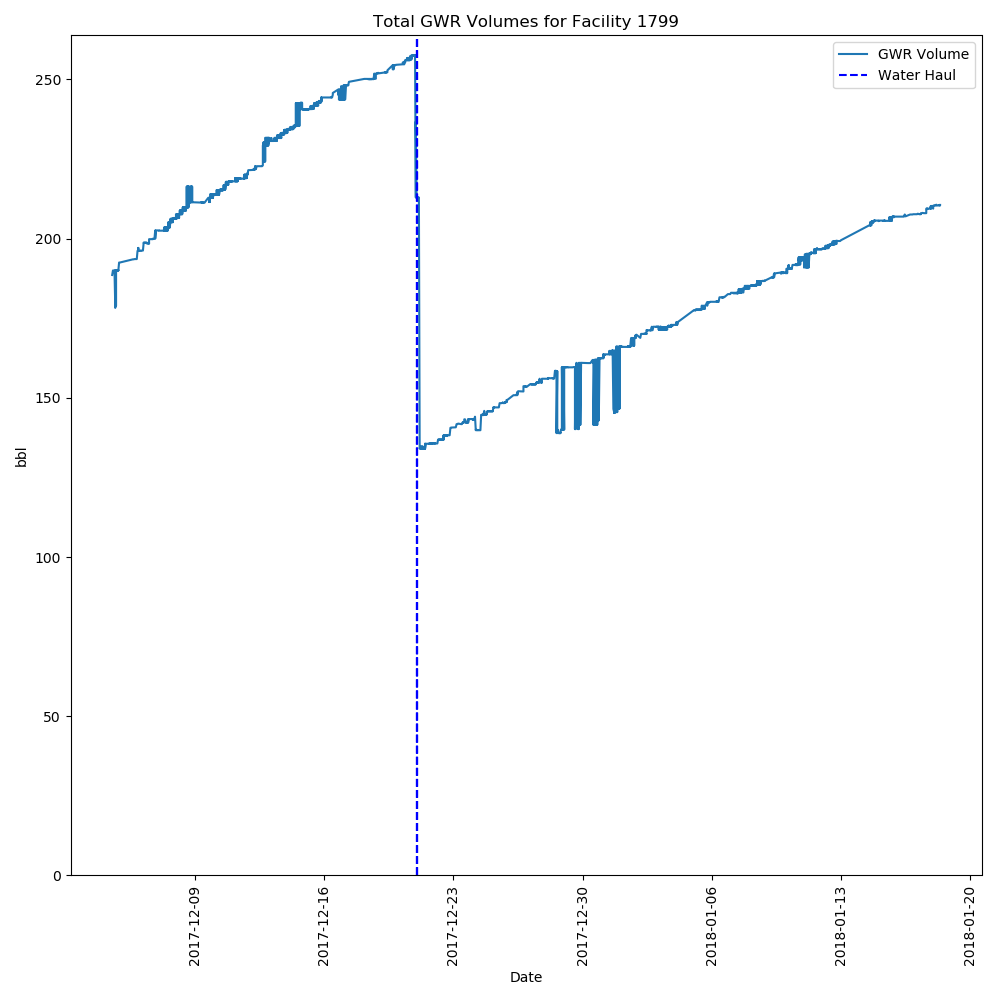 Total GWR Volumes for Facility 1799
GWR Volume
Water Haul
250
200
150
100
50
0
bbl
2017-12-09
2017-12-16
2017-12-23
2017-12-30
2018-01-06
2018-01-13
2018-01-20
Date